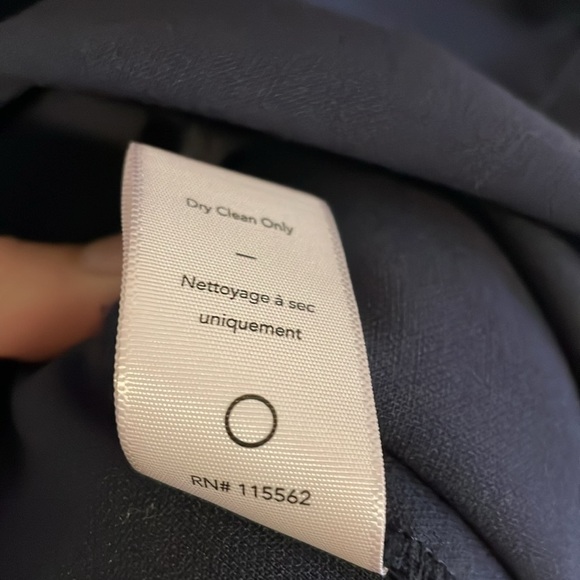 Dry Clean Only
—
Nettoyage à sec
uniquement
RN# 115562